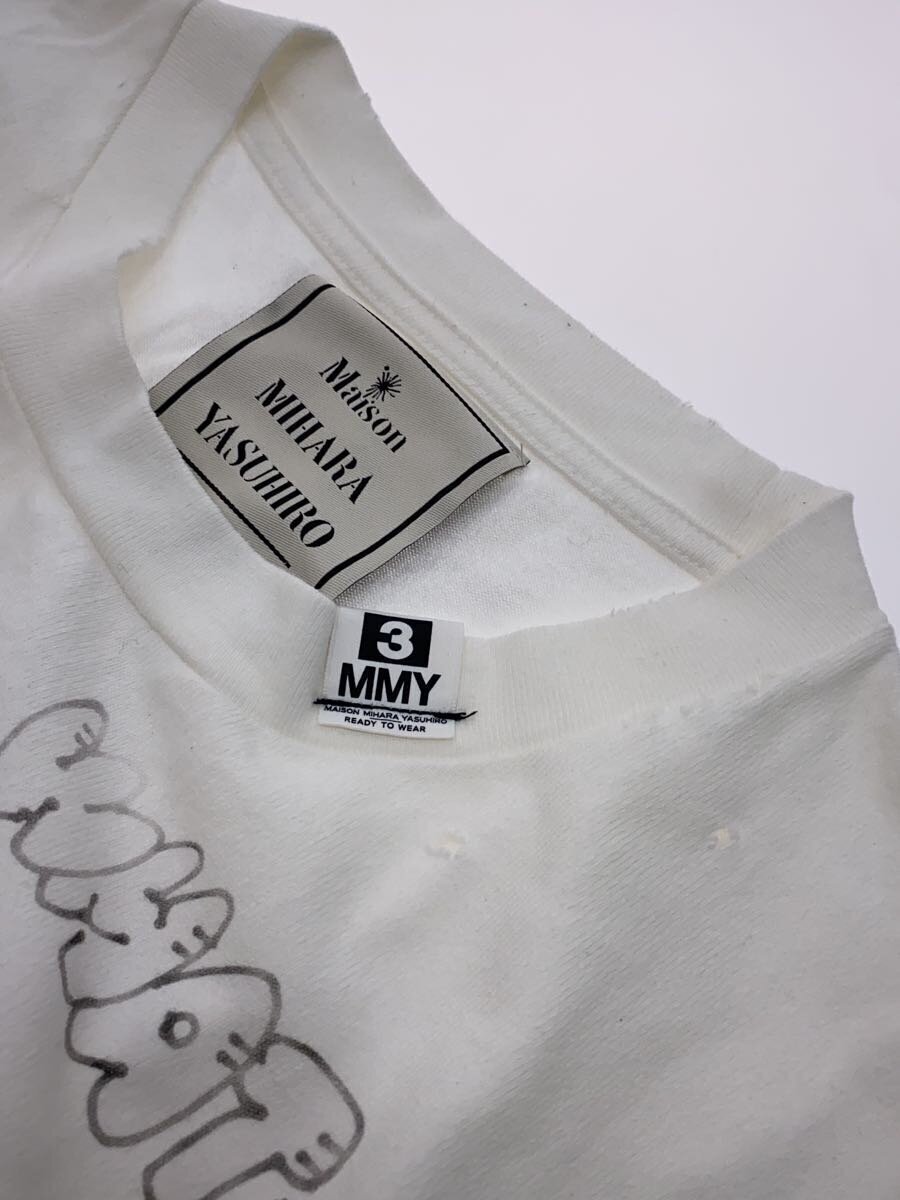 Maison
MIHARA
YASUHIRO
3
MMY
MAISON MIHARA YASUHIRO
READY TO WEAR